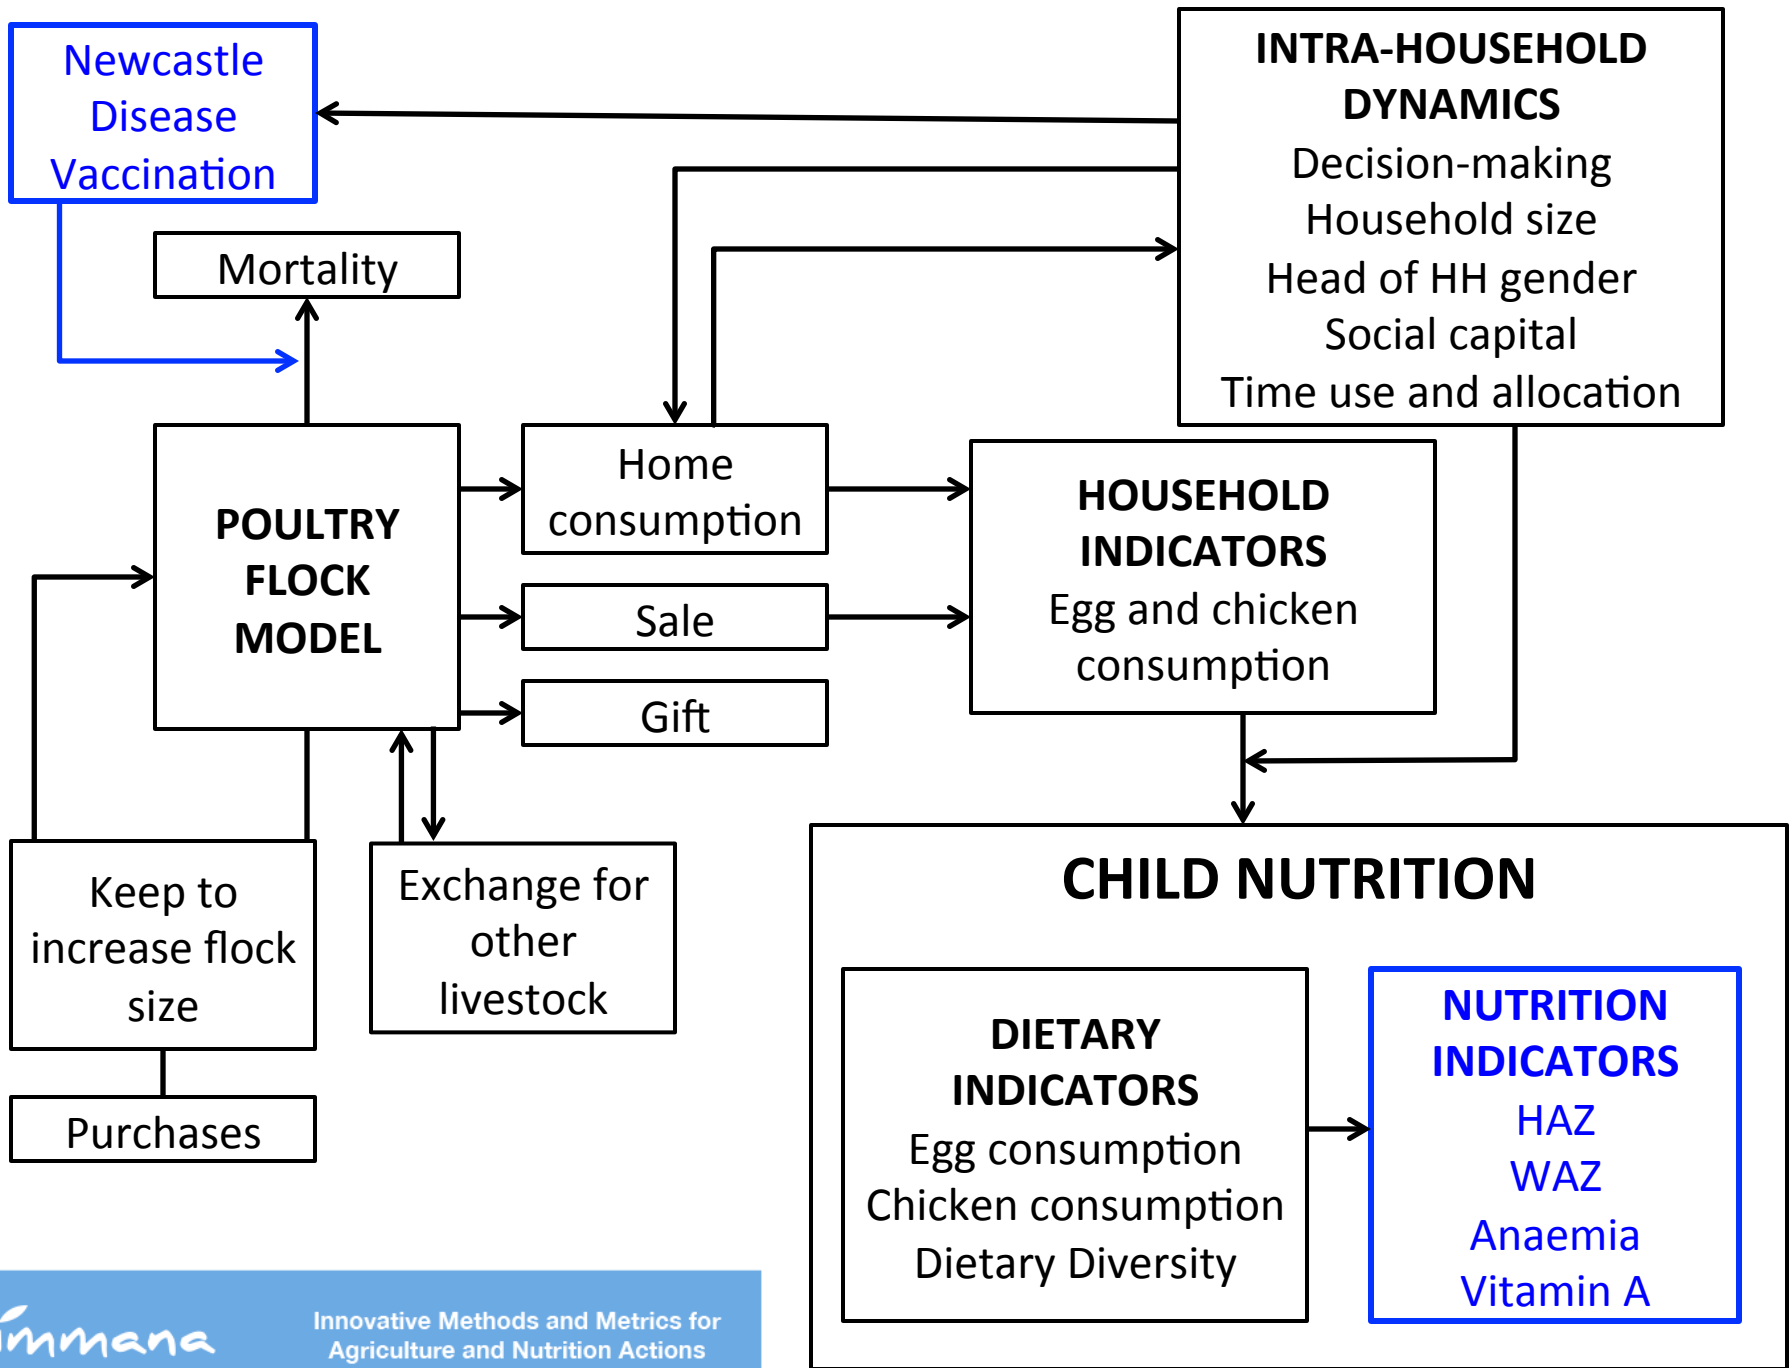 Newcastle
Disease
Vaccination
INTRA-HOUSEHOLD
DYNAMICS
Decision-making
Household size
Head of HH gender
Social capital
Time use and allocation
Mortality
POULTRY
FLOCK
MODEL
Home
consumption
Sale
Gift
HOUSEHOLD
INDICATORS
Egg and chicken
consumption
Keep to
increase flock
size
Exchange for
other
livestock
Purchases
CHILD NUTRITION
DIETARY
INDICATORS
Egg consumption
Chicken consumption
Dietary Diversity
NUTRITION
INDICATORS
HAZ
WAZ
Anaemia
Vitamin A
immana
Innovative Methods and Metrics for
Agriculture and Nutrition Actions